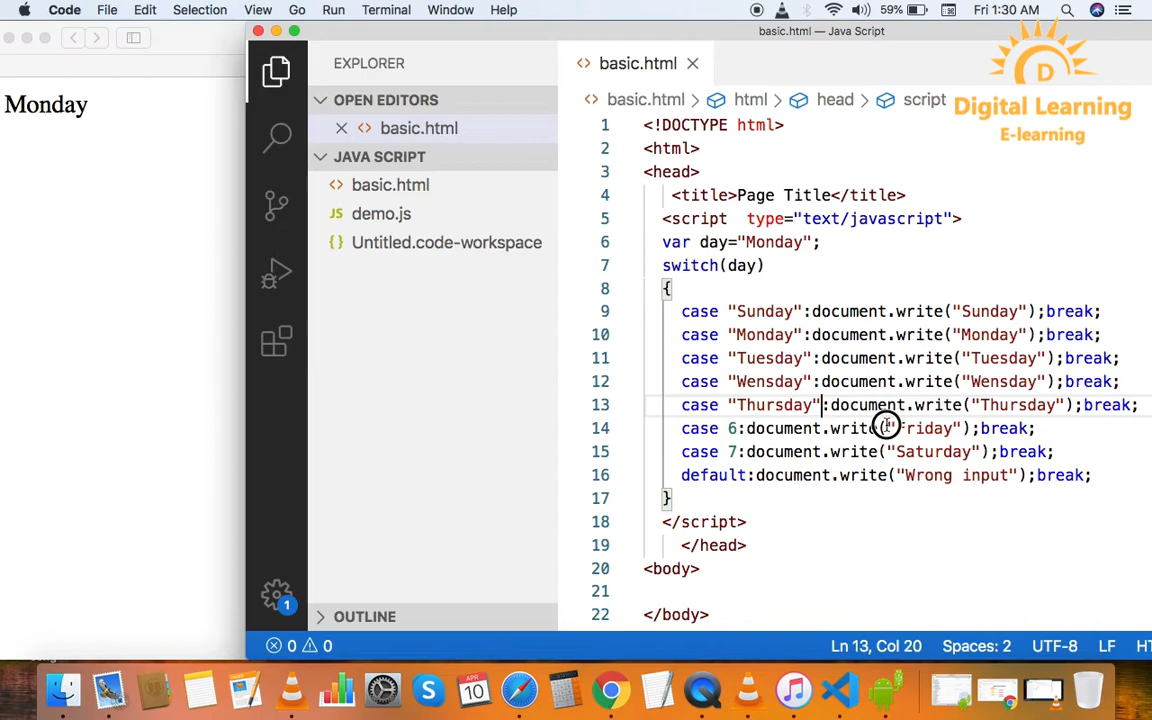 Code File Edit Selection View Go Run Terminal Window Help 59% Fri 1:30 AM
basic.html — Java Script
Monday
EXPLORER
OPEN EDITORS
basic.html
JAVA SCRIPT
basic.html
JS demo.js
{} Untitled.code-workspace
OUTLINE
1
basic.html
basic.html > html > head > script
Digital Learning
E-learning
D
1 <!DOCTYPE html>
2 <html>
3 <head>
4 <title>Page Title</title>
5 <script  type="text/javascript">
6 var day="Monday";
7 switch(day)
8 {
9 case "Sunday":document.write("Sunday");break;
10 case "Monday":document.write("Monday");break;
11 case "Tuesday":document.write("Tuesday");break;
12 case "Wensday":document.write("Wensday");break;
13 case "Thursday":document.write("Thursday");break;
14 case 6:document.write("Friday");break;
15 case 7:document.write("Saturday");break;
16 default:document.write("Wrong input");break;
17 }
18 </script>
19 </head>
20 <body>
21
22 </body>
0 0 Ln 13, Col 20 Spaces: 2 UTF-8 LF HT
APR
10